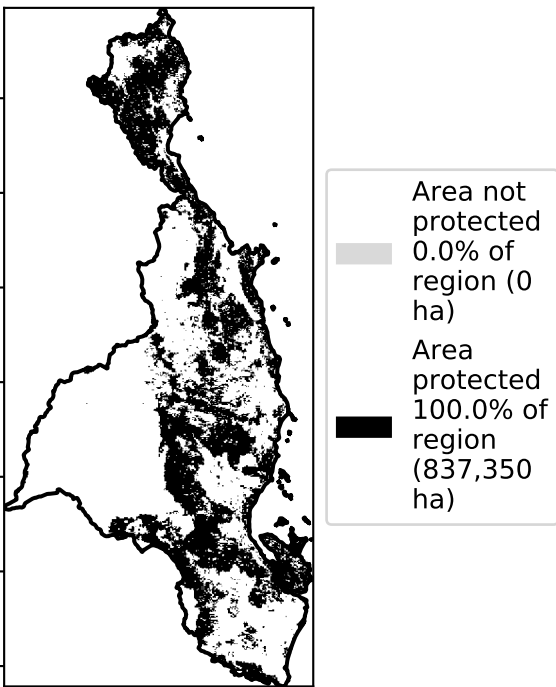 Area not
protected
0.0% of
region (0
ha)
Area
protected
100.0% of
region
(837,350
ha)